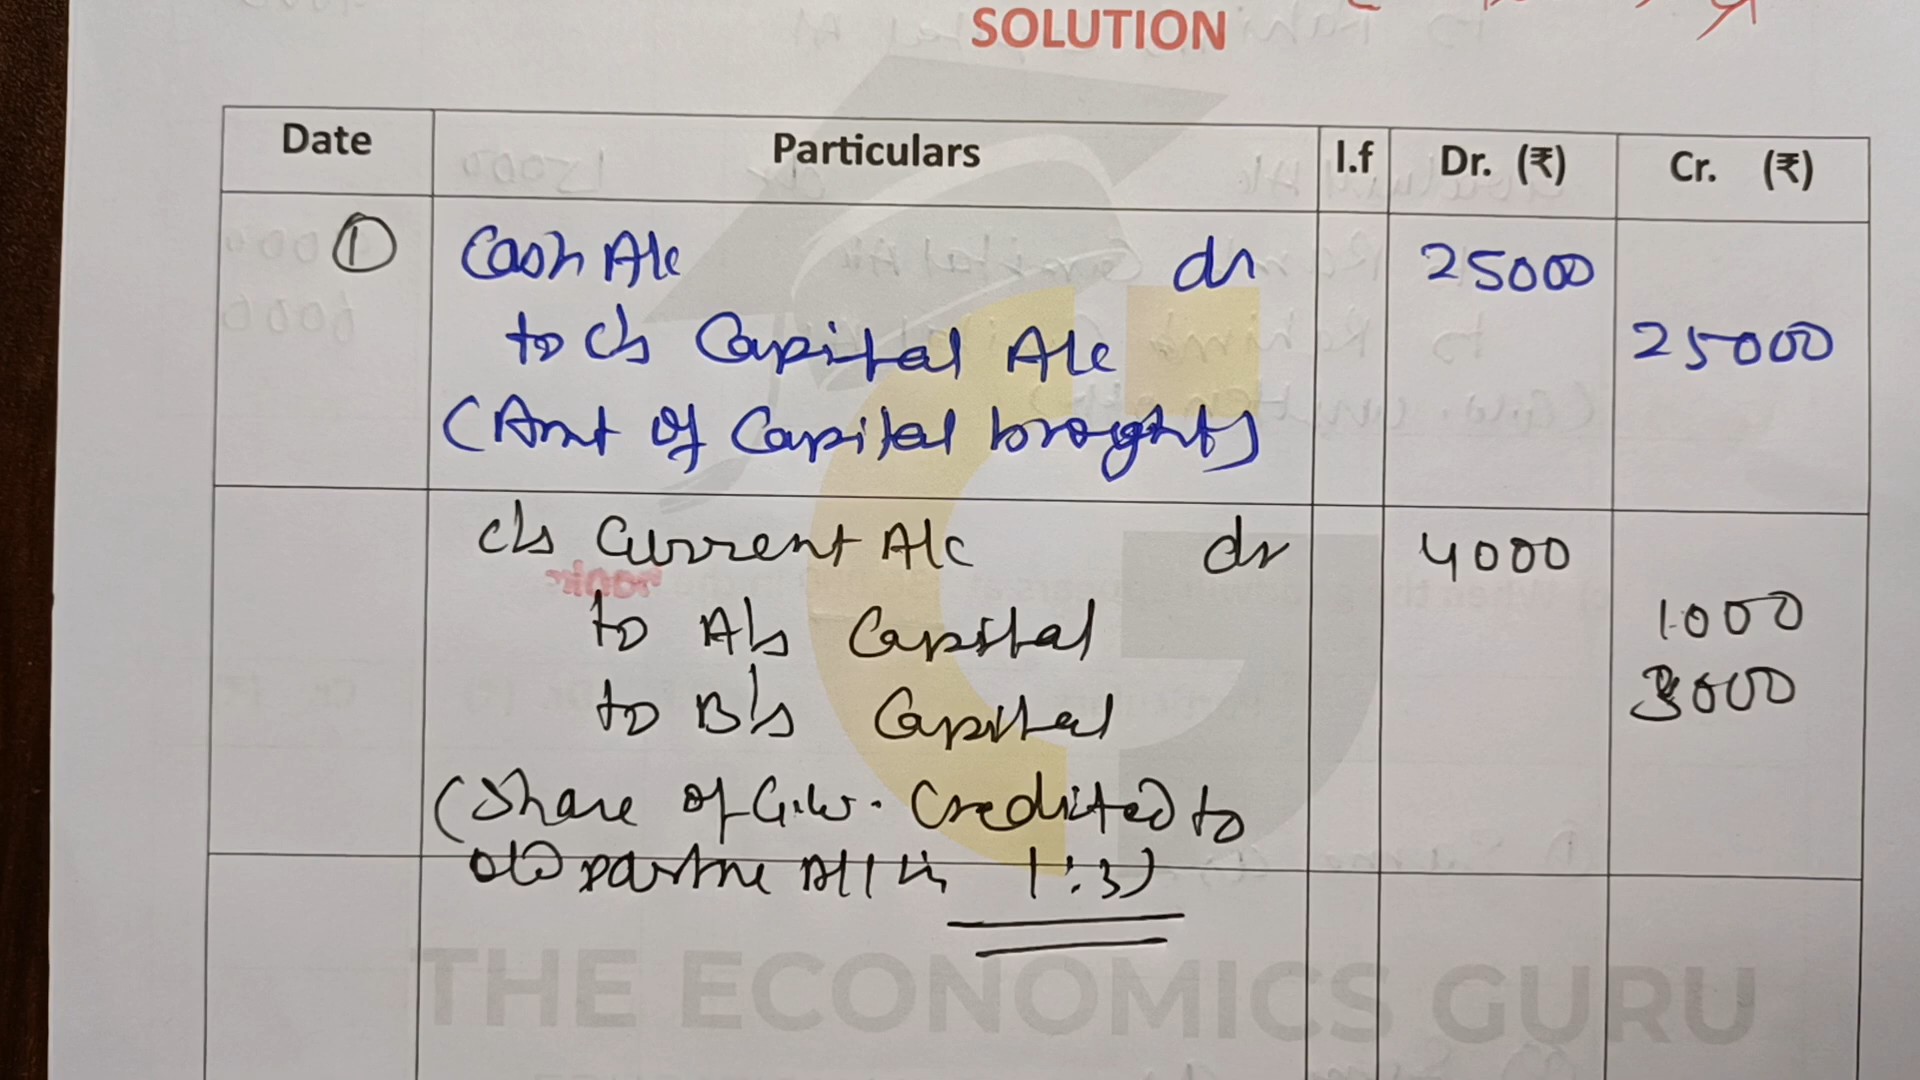 SOLUTION
Date Particulars l.f Dr. (₹) Cr. (₹)
① Cash A/c dr 25000
to C's Capital A/c 25000
(Amt of Capital brought)
C's Current A/c dr 4000
to A's Capital 1000
to B's Capital 3000
(Share of G.w. Credited to
old partne in 1:3)
THE ECONOMICS GURU